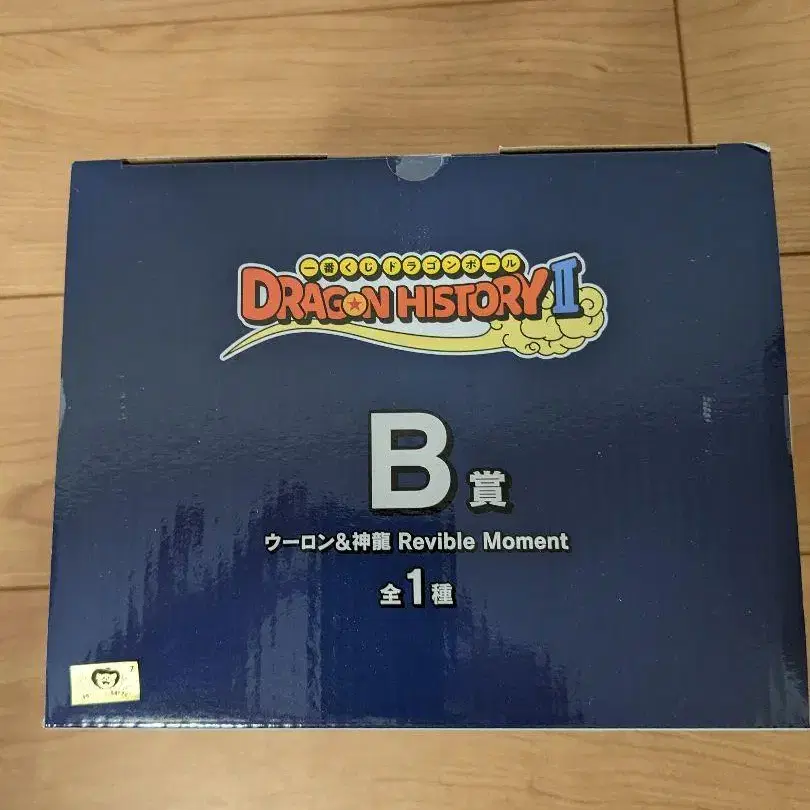 一番くじドラゴンボール
DRAGON HISTORY II
B賞
ウーロン&神龍 Revible Moment
全1種